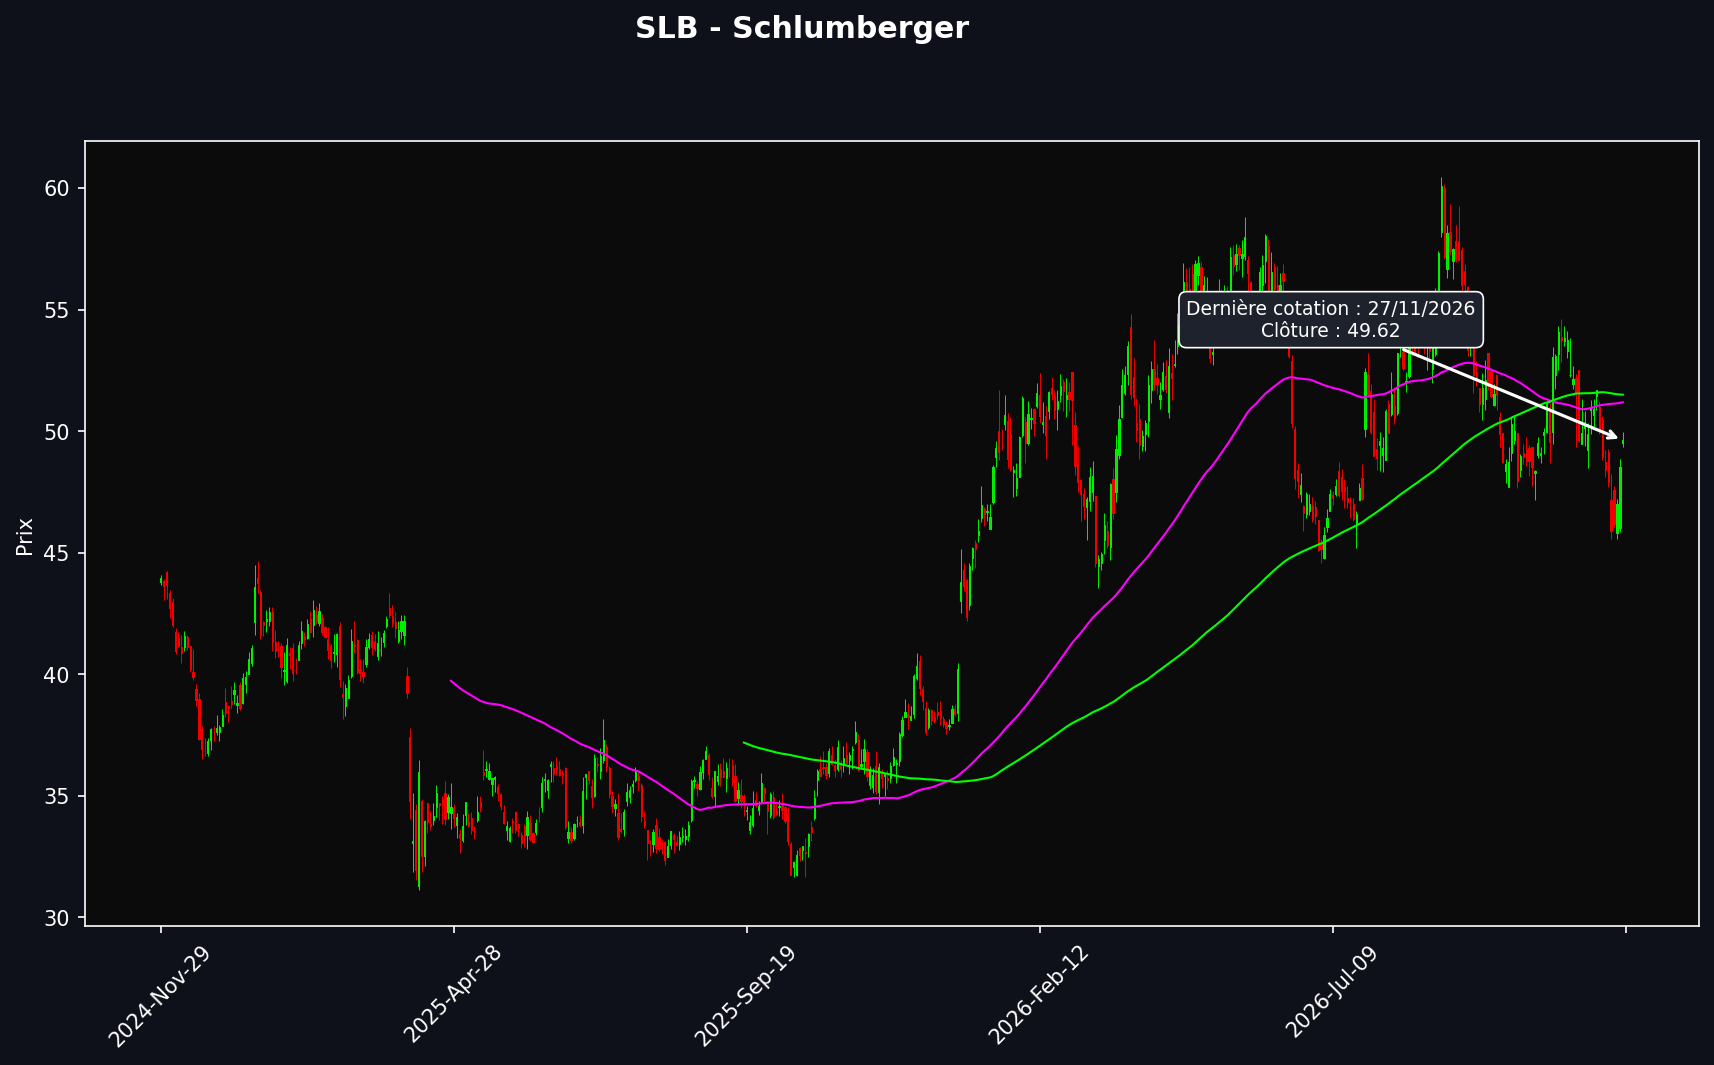 SLB - Schlumberger
60
55
50
45
40
35
30
Prix
Dernière cotation : 27/11/2026
Clôture : 49.62
2024-Nov-29
2025-Apr-28
2025-Sep-19
2026-Feb-12
2026-Jul-09